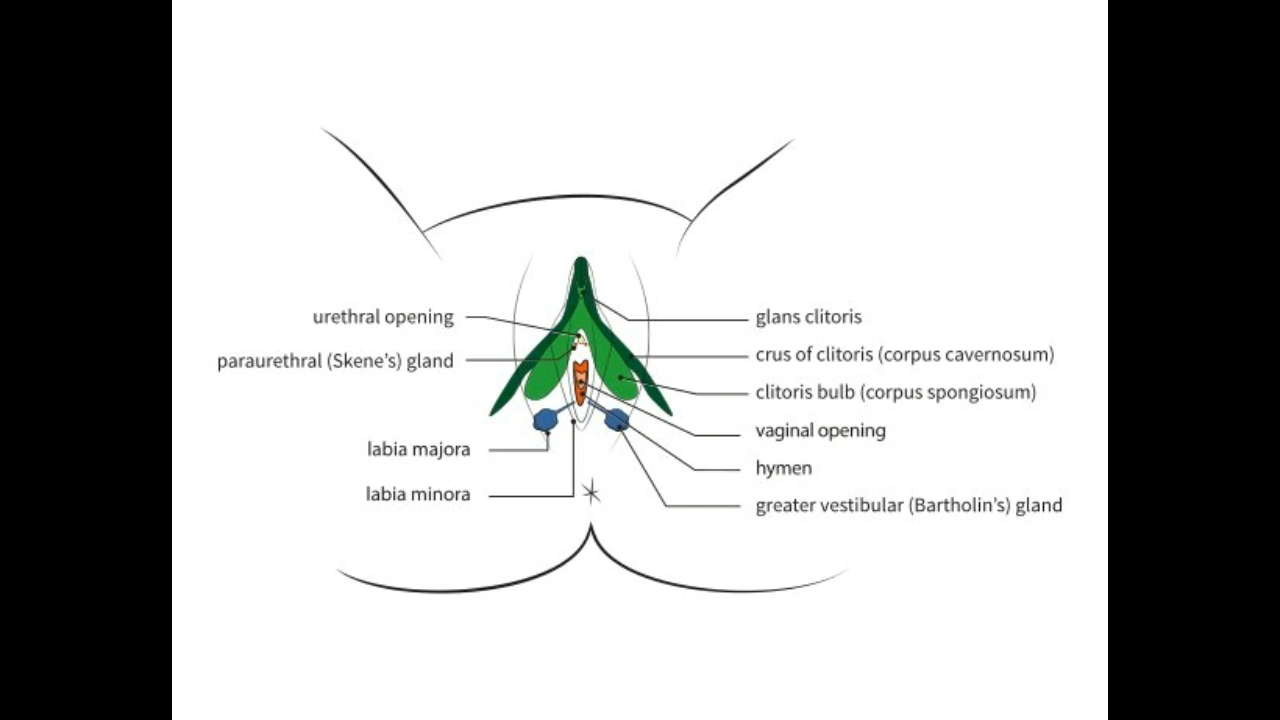 urethral opening
paraurethral (Skene’s) gland
labia majora
labia minora
glans clitoris
crus of clitoris (corpus cavernosum)
clitoris bulb (corpus spongiosum)
vaginal opening
hymen
greater vestibular (Bartholin’s) gland